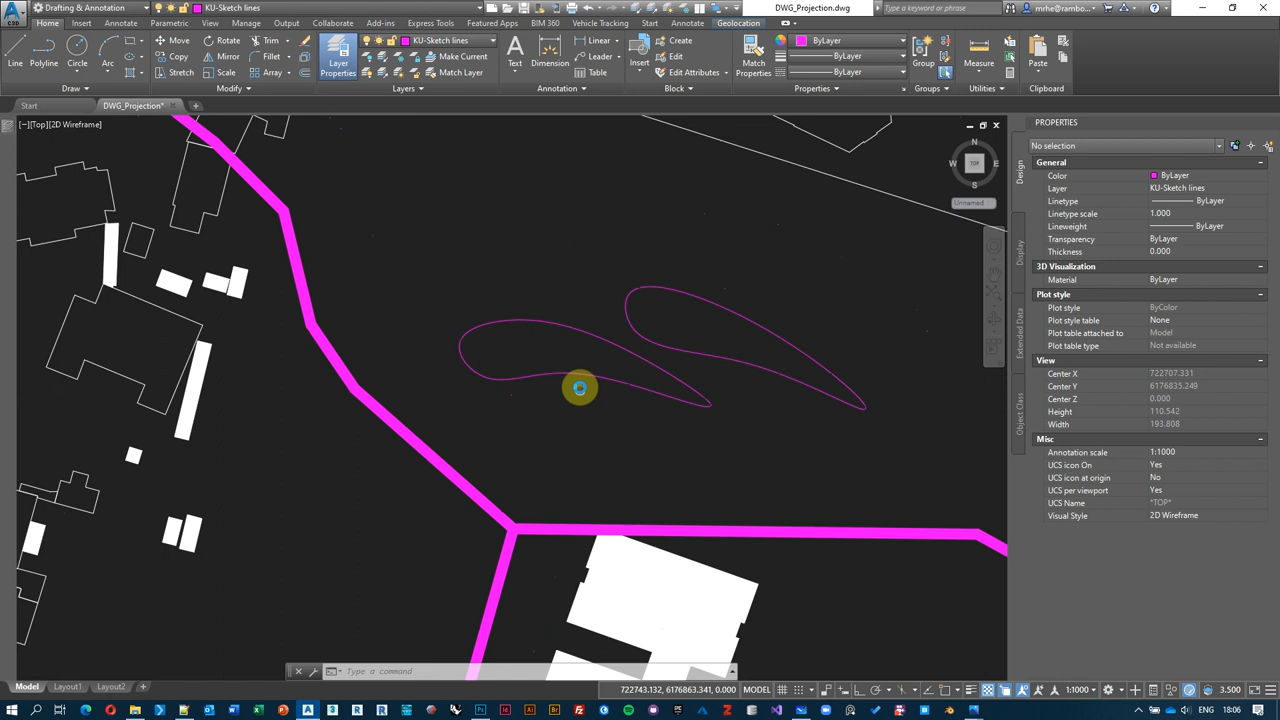 C3D
KU-Sketch lines
DWG_Projection.dwg
Type a keyword or phrase
mrhe@rambo...
Home
Insert
Annotate
Parametric
View
Manage
Output
Collaborate
Add-ins
Express Tools
Featured Apps
BIM 360
Vehicle Tracking
Start
Annotate
Geolocation
Line
Polyline
Circle
Arc
Move
Rotate
Trim
Copy
Mirror
Fillet
Stretch
Scale
Array
Layer
Properties
KU-Sketch lines
Make Current
Match Layer
Text
Dimension
Linear
Leader
Table
Insert
Create
Edit
Edit Attributes
Match
Properties
ByLayer
ByLayer
ByLayer
Group
Measure
Paste
Draw
Modify
Layers
Annotation
Block
Properties
Groups
Utilities
Clipboard
Start
DWG_Projection*
[−][Top][2D Wireframe]
N
W
TOP
E
S
Unnamed
PROPERTIES
No selection
Design
Display
Extended Data
Object Class
General
Color ByLayer
Layer KU-Sketch lines
Linetype ByLayer
Linetype scale 1.000
Lineweight ByLayer
Transparency ByLayer
Thickness 0.000
3D Visualization
Material ByLayer
Plot style
Plot style ByColor
Plot style table None
Plot table attached to Model
Plot table type Not available
View
Center X 722707.331
Center Y 6176835.249
Center Z 0.000
Height 110.542
Width 193.808
Misc
Annotation scale 1:1000
UCS icon On Yes
UCS icon at origin No
UCS per viewport Yes
UCS Name *TOP*
Visual Style 2D Wireframe
Type a command
Model
Layout1
Layout2
722743.132, 6176863.341, 0.000
MODEL
1:1000
3.500
18:06